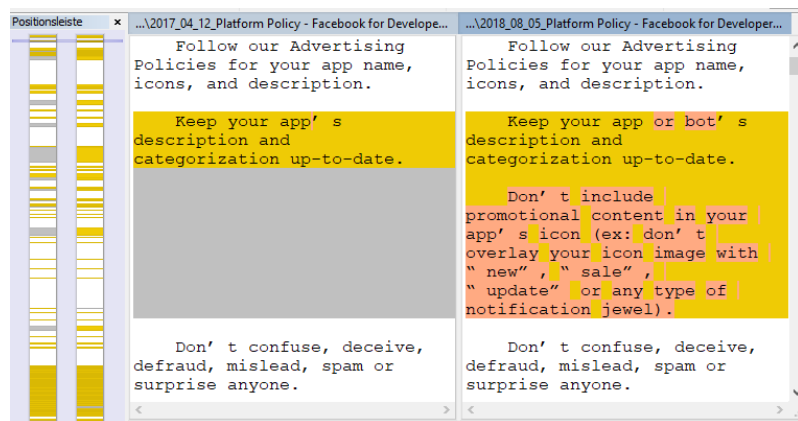 Positionsleiste
...\2017_04_12_Platform Policy - Facebook for Develope...
...\2018_08_05_Platform Policy - Facebook for Developer...
Follow our Advertising
Policies for your app name,
icons, and description.
Keep your app’ s
description and
categorization up-to-date.
Don’ t confuse, deceive,
defraud, mislead, spam or
surprise anyone.
Follow our Advertising
Policies for your app name,
icons, and description.
Keep your app or bot’ s
description and
categorization up-to-date.
Don’ t include
promotional content in your
app’ s icon (ex: don’ t
overlay your icon image with
“ new” , “ sale” ,
“ update”  or any type of
notification jewel).
Don’ t confuse, deceive,
defraud, mislead, spam or
surprise anyone.